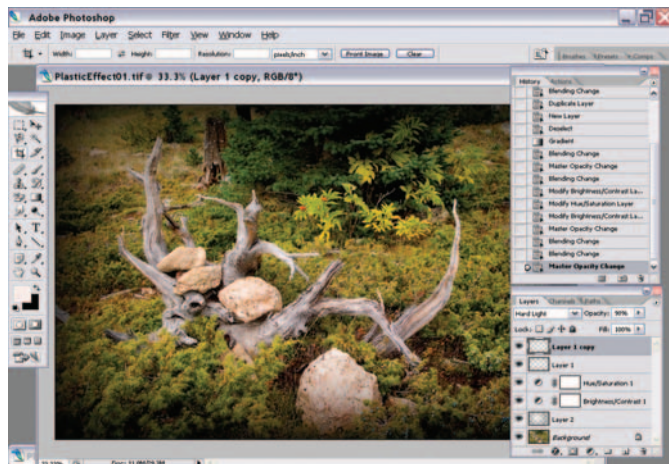 Adobe Photoshop
File Edit Image Layer Select Filter View Window Help
Width: Height: Resolution: pixels/inch Front Image Clear Brushes Presets Comps
PlasticEffect01.tif @ 33.3% (Layer 1 copy, RGB/8*)
History Actions
Blending Change
Duplicate Layer
New Layer
Deselect
Gradient
Blending Change
Master Opacity Change
Blending Change
Modify Brightness/Contrast La...
Modify Hue/Saturation Layer
Modify Brightness/Contrast La...
Master Opacity Change
Blending Change
Blending Change
Master Opacity Change
Layers Channels Paths
Hard Light Opacity: 90%
Lock: Fill: 100%
Layer 1 copy
Layer 1
Hue/Saturation 1
Brightness/Contrast 1
Layer 2
Background